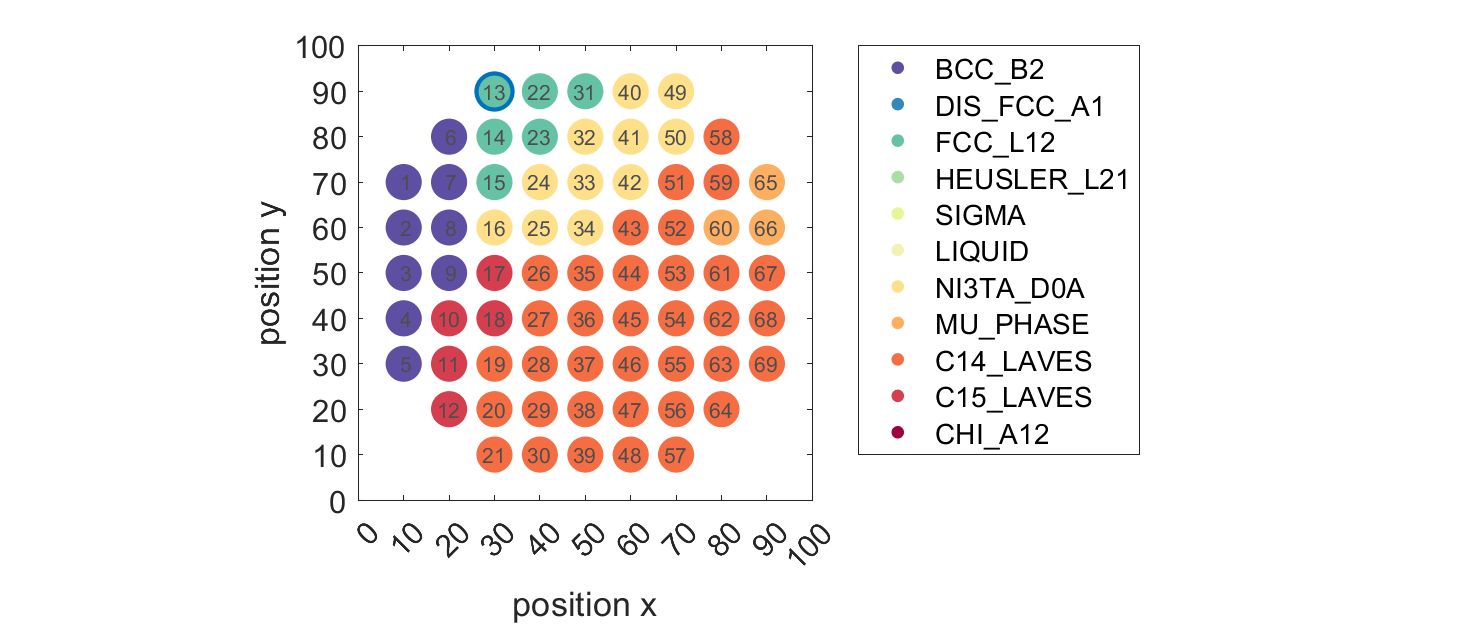 100
90
80
70
60
50
40
30
20
10
0
position y
13 22 31 40 49
6 14 23 32 41 50 58
1 7 15 24 33 42 51 59 65
2 8 16 25 34 43 52 60 66
3 9 17 26 35 44 53 61 67
4 10 18 27 36 45 54 62 68
5 11 19 28 37 46 55 63 69
12 20 29 38 47 56 64
21 30 39 48 57
0 10 20 30 40 50 60 70 80 90 100
position x
BCC_B2
DIS_FCC_A1
FCC_L12
HEUSLER_L21
SIGMA
LIQUID
NI3TA_D0A
MU_PHASE
C14_LAVES
C15_LAVES
CHI_A12